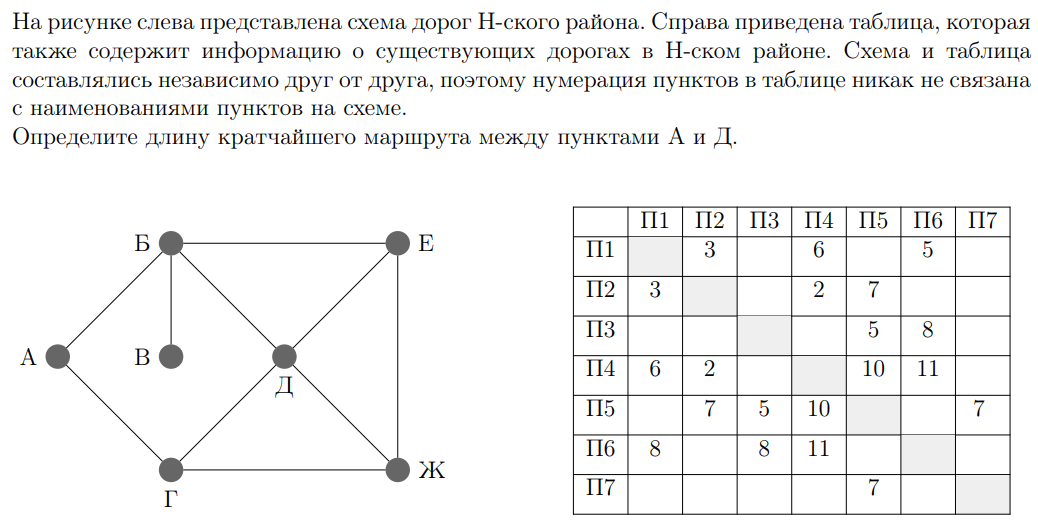 На рисунке слева представлена схема дорог Н-ского района. Справа приведена таблица, которая
также содержит информацию о существующих дорогах в Н-ском районе. Схема и таблица
составлялись независимо друг от друга, поэтому нумерация пунктов в таблице никак не связана
с наименованиями пунктов на схеме.
Определите длину кратчайшего маршрута между пунктами А и Д.
Б Е
А В
Д
Ж
Г
П1 П2 П3 П4 П5 П6 П7
П1 3 6 5
П2 3 2 7
П3 5 8
П4 6 2 10 11
П5 7 5 10 7
П6 8 8 11
П7 7